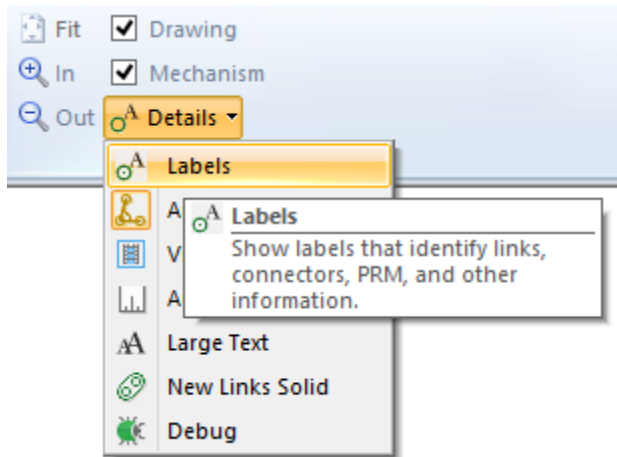 Fit
Drawing
In
Mechanism
Out
Details
Labels
A
Labels
V
Show labels that identify links,
connectors, PRM, and other
A
information.
Large Text
New Links Solid
Debug